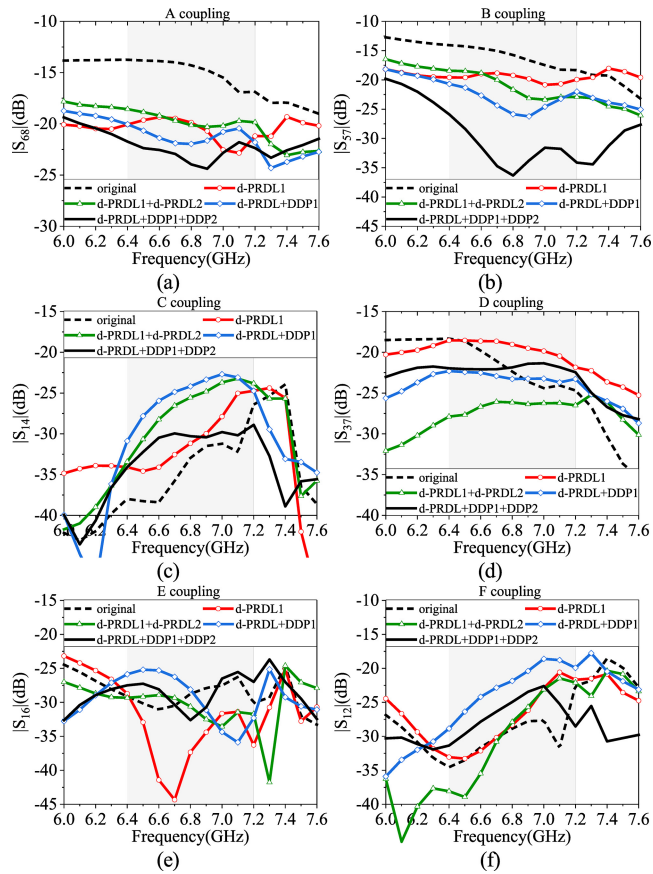 A coupling
-10
-15
-20
-25
-30
|S68|(dB)
original
d-PRDL1
d-PRDL1+d-PRDL2
d-PRDL+DDP1
d-PRDL+DDP1+DDP2
6.0 6.2 6.4 6.6 6.8 7.0 7.2 7.4 7.6
Frequency(GHz)
(a)
B coupling
-10
-15
-20
-25
-30
-35
-40
-45
|S57|(dB)
original
d-PRDL1
d-PRDL1+d-PRDL2
d-PRDL+DDP1
d-PRDL+DDP1+DDP2
6.0 6.2 6.4 6.6 6.8 7.0 7.2 7.4 7.6
Frequency(GHz)
(b)
C coupling
-15
-20
-25
-30
-35
-40
|S14|(dB)
original
d-PRDL1
d-PRDL1+d-PRDL2
d-PRDL+DDP1
d-PRDL+DDP1+DDP2
6.0 6.2 6.4 6.6 6.8 7.0 7.2 7.4 7.6
Frequency(GHz)
(c)
D coupling
-15
-20
-25
-30
-35
-40
|S37|(dB)
original
d-PRDL1
d-PRDL1+d-PRDL2
d-PRDL+DDP1
d-PRDL+DDP1+DDP2
6.0 6.2 6.4 6.6 6.8 7.0 7.2 7.4 7.6
Frequency(GHz)
(d)
E coupling
-15
-20
-25
-30
-35
-40
-45
|S16|(dB)
original
d-PRDL1
d-PRDL1+d-PRDL2
d-PRDL+DDP1
d-PRDL+DDP1+DDP2
6.0 6.2 6.4 6.6 6.8 7.0 7.2 7.4 7.6
Frequency(GHz)
(e)
F coupling
-10
-15
-20
-25
-30
-35
-40
|S12|(dB)
original
d-PRDL1
d-PRDL1+d-PRDL2
d-PRDL+DDP1
d-PRDL+DDP1+DDP2
6.0 6.2 6.4 6.6 6.8 7.0 7.2 7.4 7.6
Frequency(GHz)
(f)